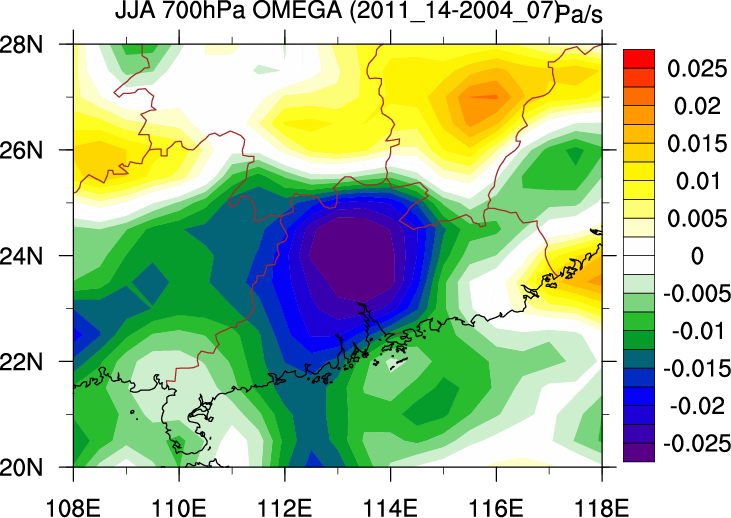 JJA 700hPa OMEGA (2011_14-2004_07)Pa/s
28N
26N
24N
22N
20N
108E 110E 112E 114E 116E 118E
0.025
0.02
0.015
0.01
0.005
0
-0.005
-0.01
-0.015
-0.02
-0.025